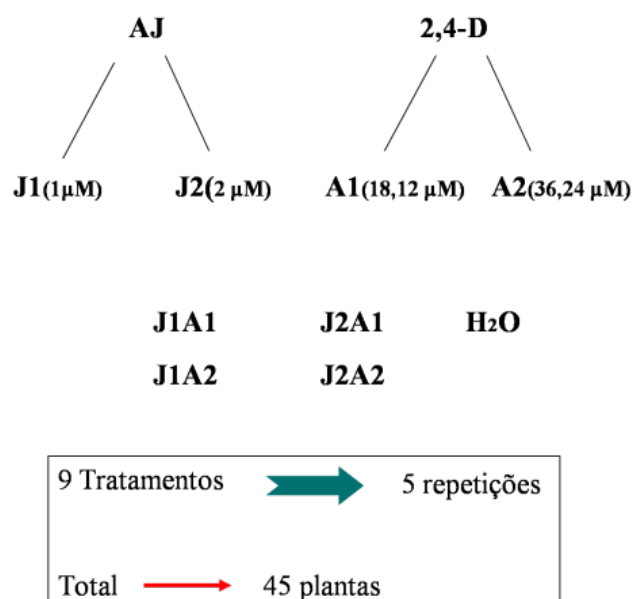 AJ 2,4-D
J1(1µM) J2(2 µM) A1(18,12 µM) A2(36,24 µM)
J1A1 J2A1 H2O
J1A2 J2A2
9 Tratamentos 5 repetições
Total 45 plantas